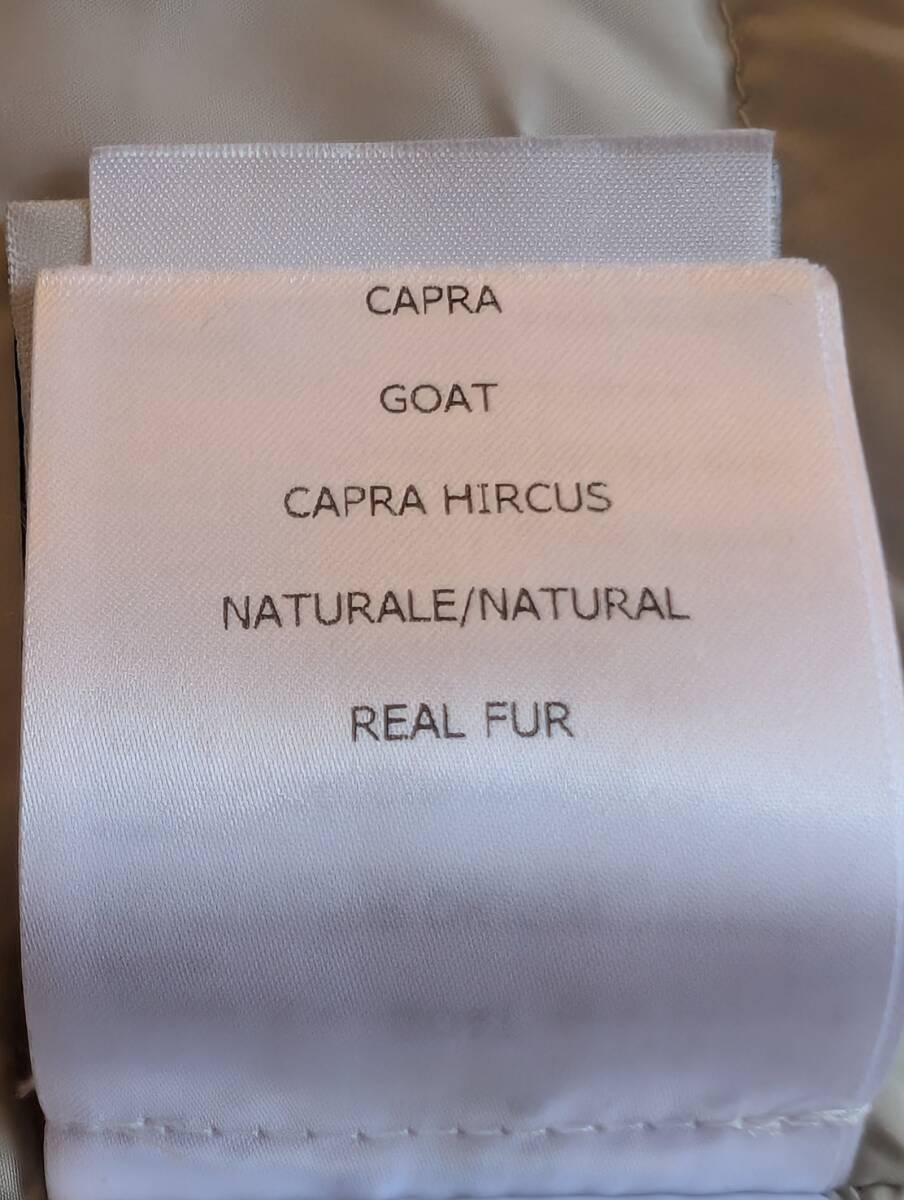 CAPRA
GOAT
CAPRA HIRCUS
NATURALE/NATURAL
REAL FUR